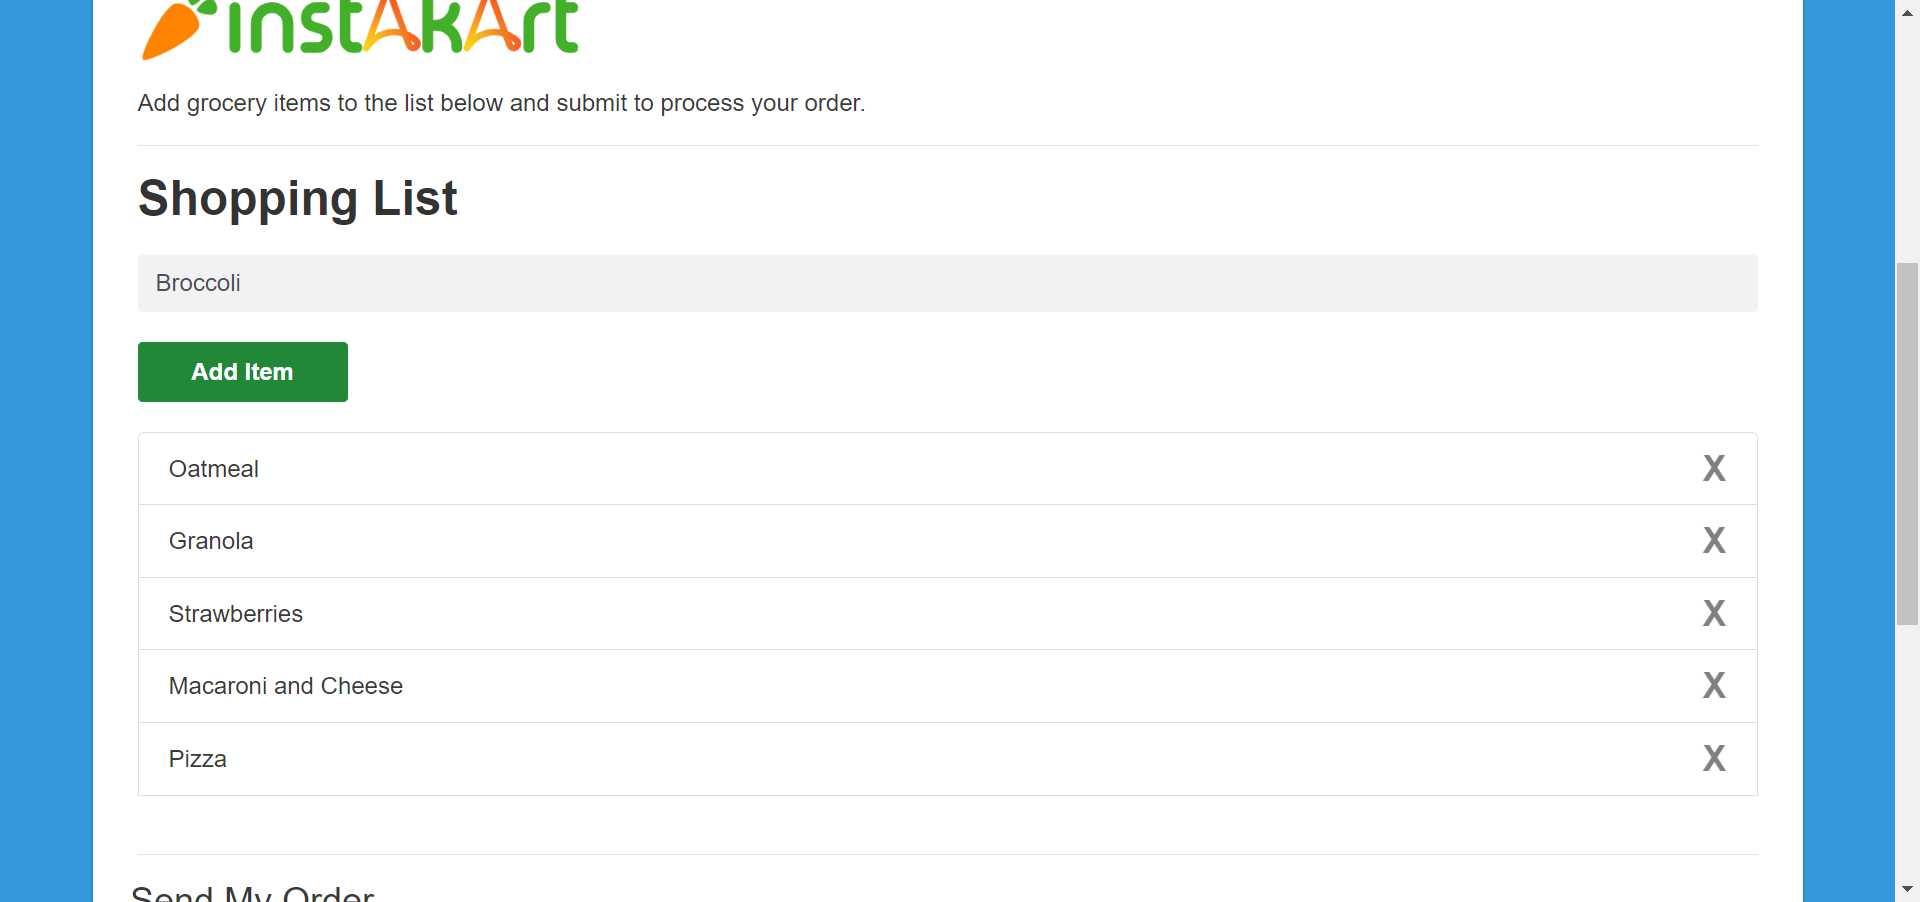 instAkArt
Add grocery items to the list below and submit to process your order.
Shopping List
Broccoli
Add Item
Oatmeal X
Granola X
Strawberries X
Macaroni and Cheese X
Pizza X
Send My Order